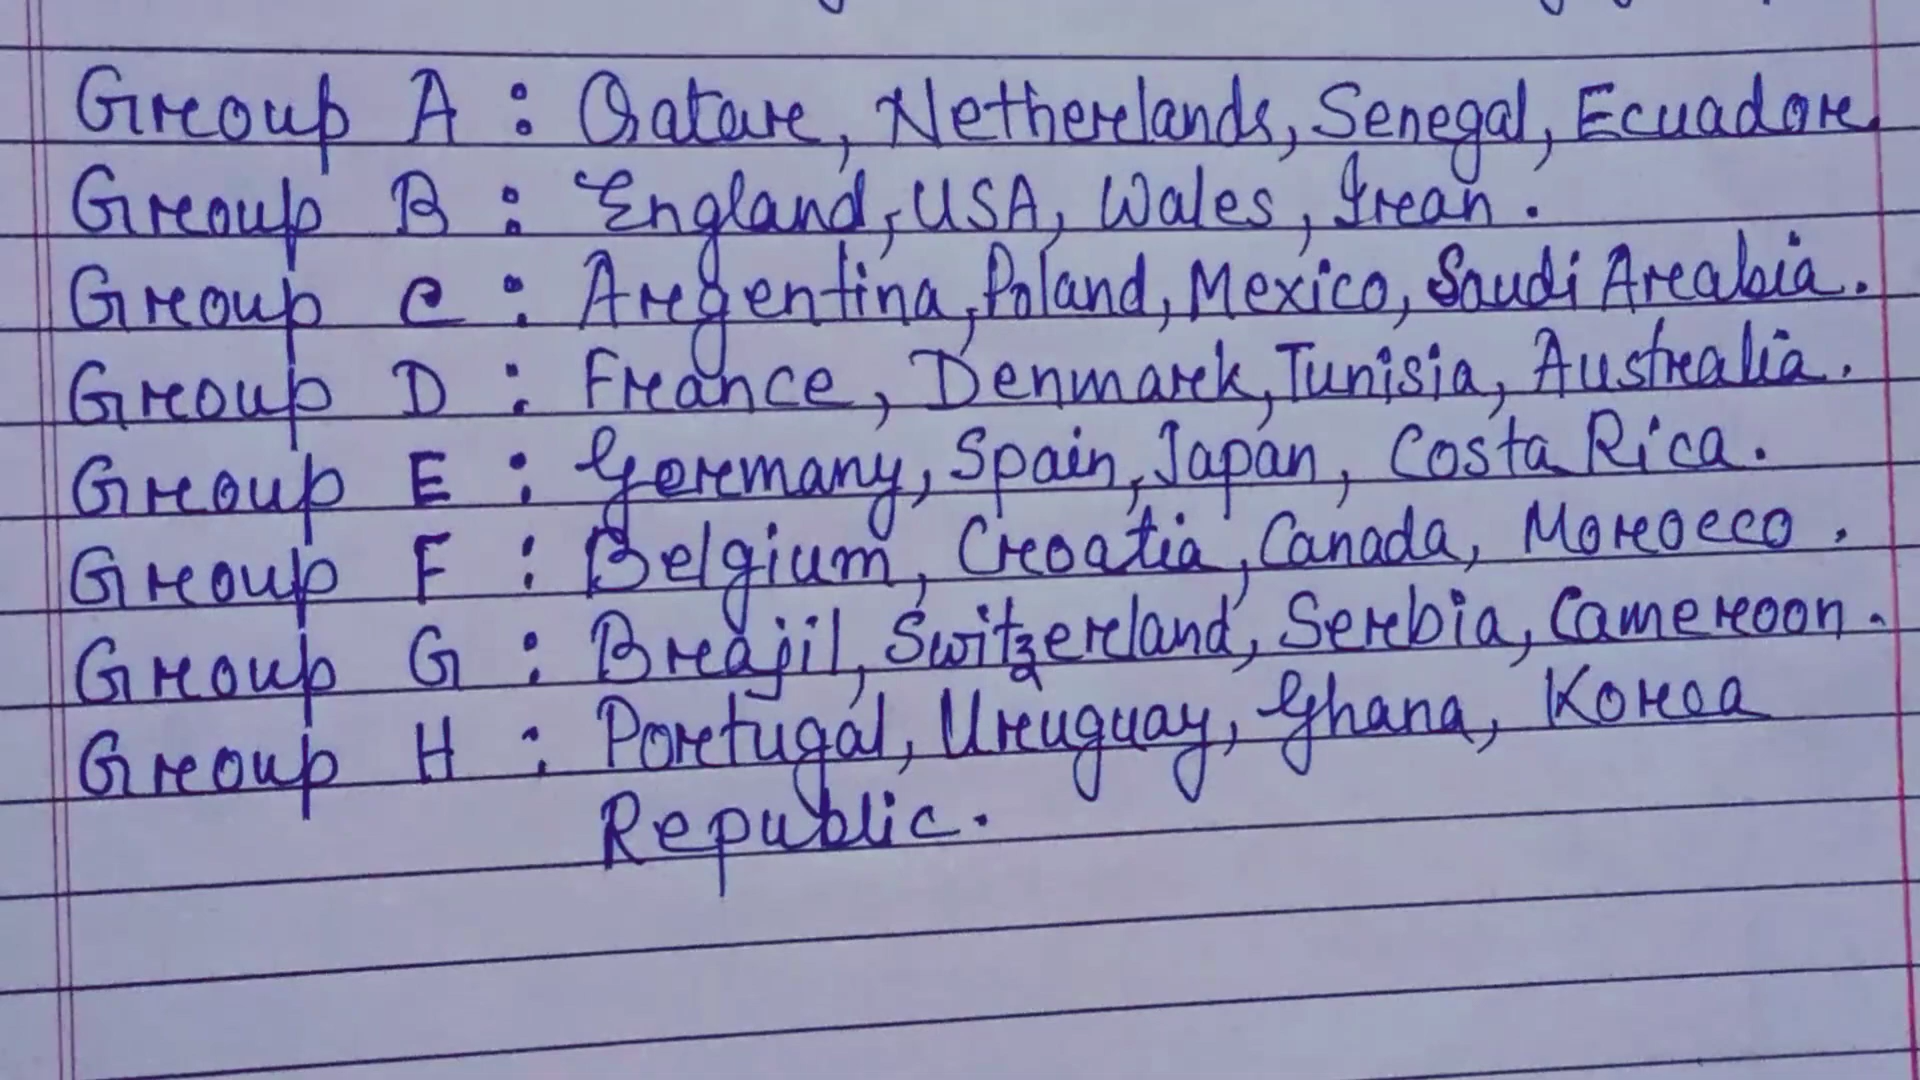 Group A : Qatar, Netherlands, Senegal, Ecuador
Group B : England, USA, Wales, Iran.
Group C : Argentina, Poland, Mexico, Saudi Arabia.
Group D : France, Denmark, Tunisia, Australia.
Group E : Germany, Spain, Japan, Costa Rica.
Group F : Belgium, Croatia, Canada, Morocco.
Group G : Brajil, Switzerland, Serbia, Cameroon.
Group H : Portugal, Uruguay, Ghana, Koroa
Republic.